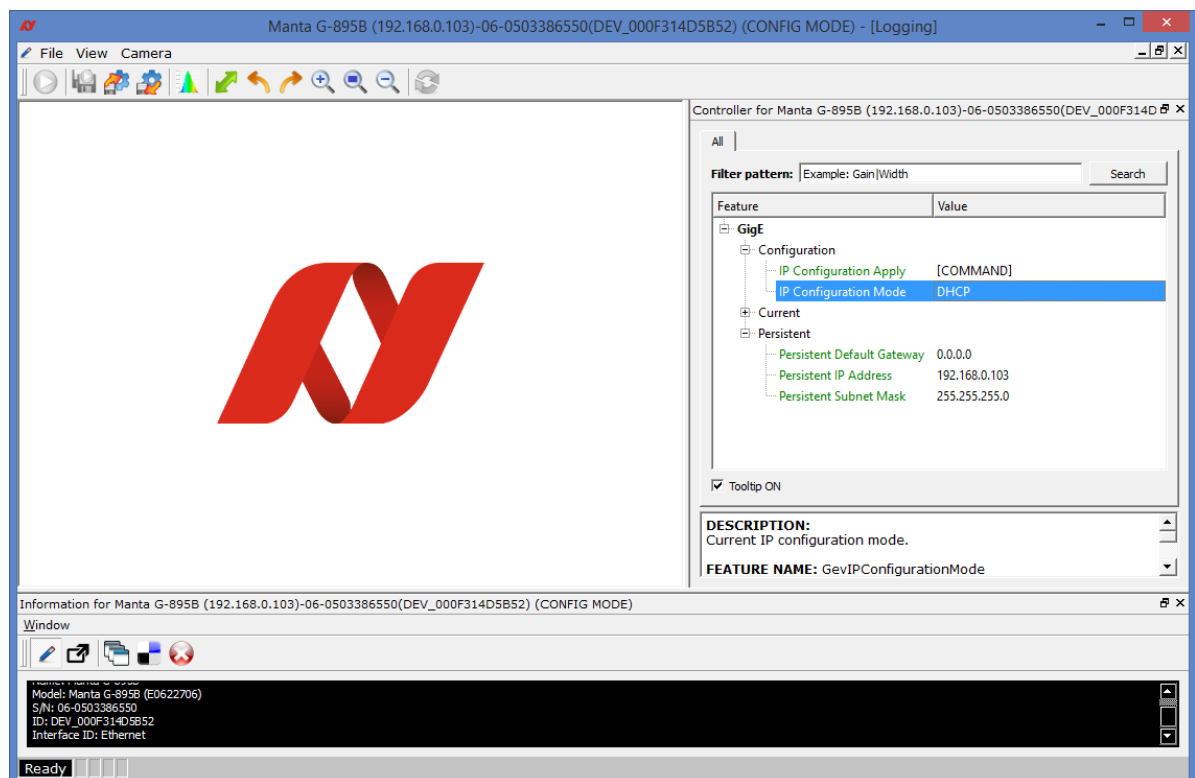 Manta G-895B (192.168.0.103)-06-0503386550(DEV_000F314D5B52) (CONFIG MODE) - [Logging]
File View Camera
Controller for Manta G-895B (192.168.0.103)-06-0503386550(DEV_000F314D
All
Filter pattern: Example: Gain|Width Search
Feature Value
GigE
Configuration
IP Configuration Apply [COMMAND]
IP Configuration Mode DHCP
Current
Persistent
Persistent Default Gateway 0.0.0.0
Persistent IP Address 192.168.0.103
Persistent Subnet Mask 255.255.255.0
Tooltip ON
DESCRIPTION:
Current IP configuration mode.
FEATURE NAME: GevIPConfigurationMode
Information for Manta G-895B (192.168.0.103)-06-0503386550(DEV_000F314D5B52) (CONFIG MODE)
Window
Model: Manta G-895B (E0622706)
S/N: 06-0503386550
ID: DEV_000F314D5B52
Interface ID: Ethernet
Ready